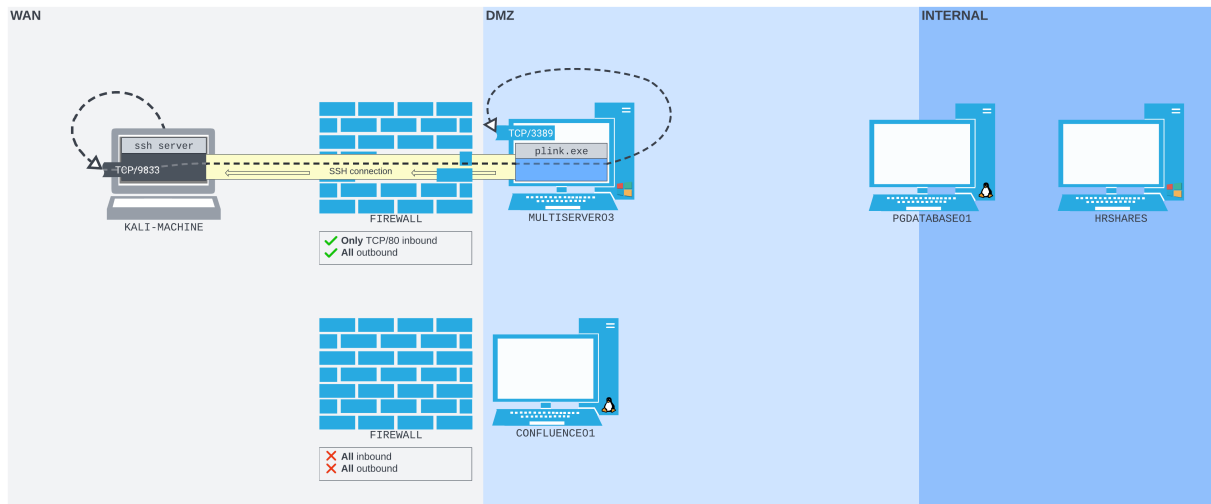 WAN
DMZ
INTERNAL
ssh server
TCP/9833
SSH connection
TCP/3389
plink.exe
KALI-MACHINE
FIREWALL
MULTISERVER03
PGDATABASE01
HRSHARES
Only TCP/80 inbound
All outbound
FIREWALL
CONFLUENCE01
All inbound
All outbound